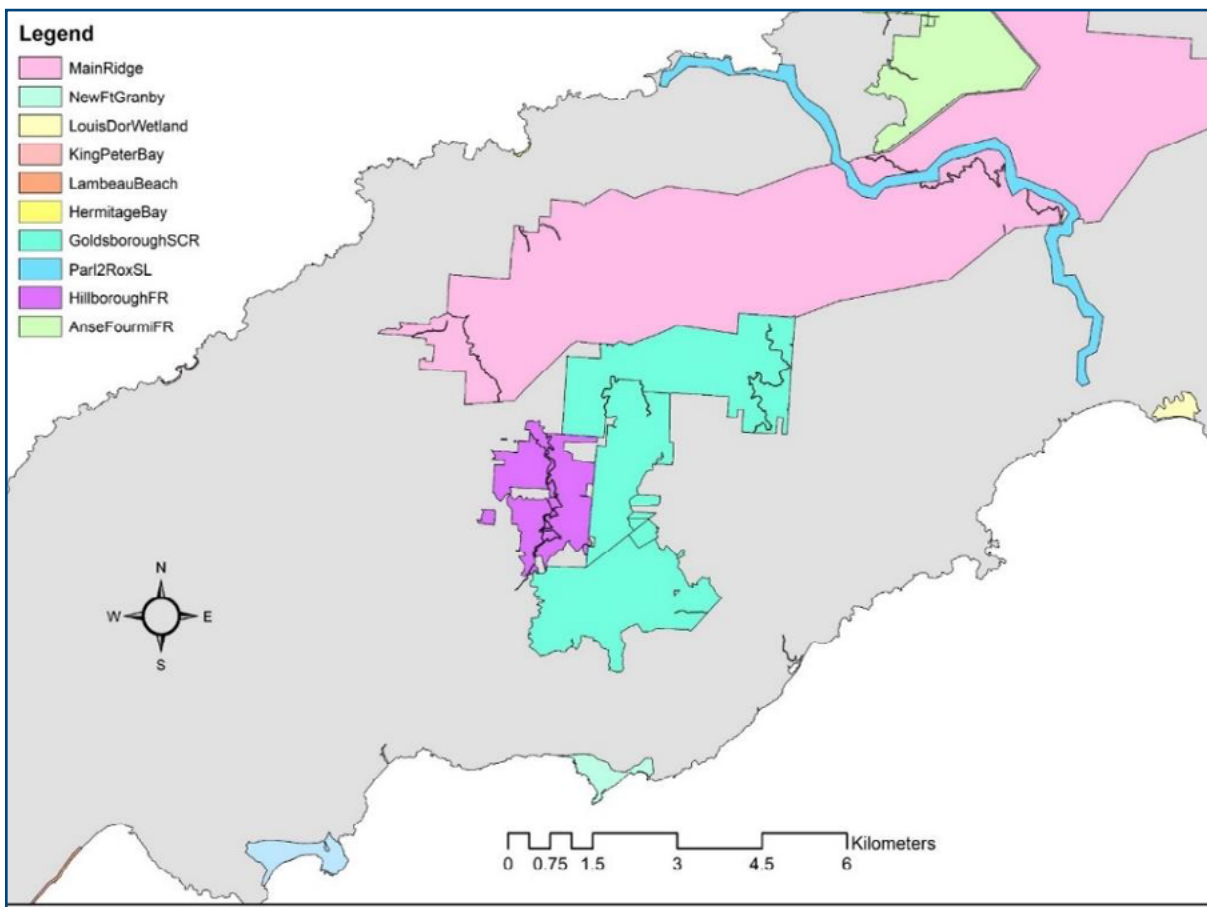 Legend
MainRidge
NewFtGranby
LouisDorWetland
KingPeterBay
LambeauBeach
HermitageBay
GoldsboroughSCR
Parl2RoxSL
HillboroughFR
AnseFourmiFR
N
W E
S
Kilometers
0 0.75 1.5 3 4.5 6